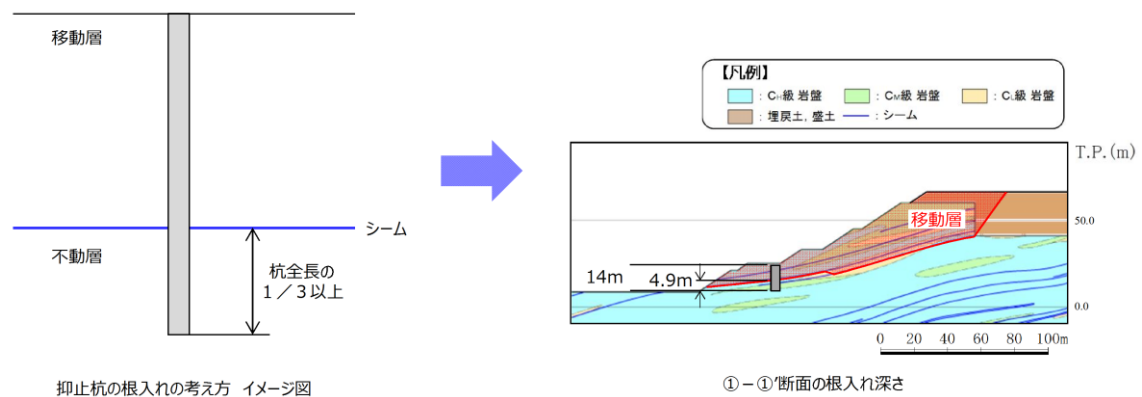 移動層
シーム
不動層
杭全長の
1/3以上
抑止杭の根入れの考え方 イメージ図
【凡例】
：CH級 岩盤 ：CM級 岩盤 ：CL級 岩盤
：埋戻土，盛土 ：シーム
T.P.(m)
移動層
50.0
14m 4.9m
0.0
0 20 40 60 80 100m
①－①’断面の根入れ深さ